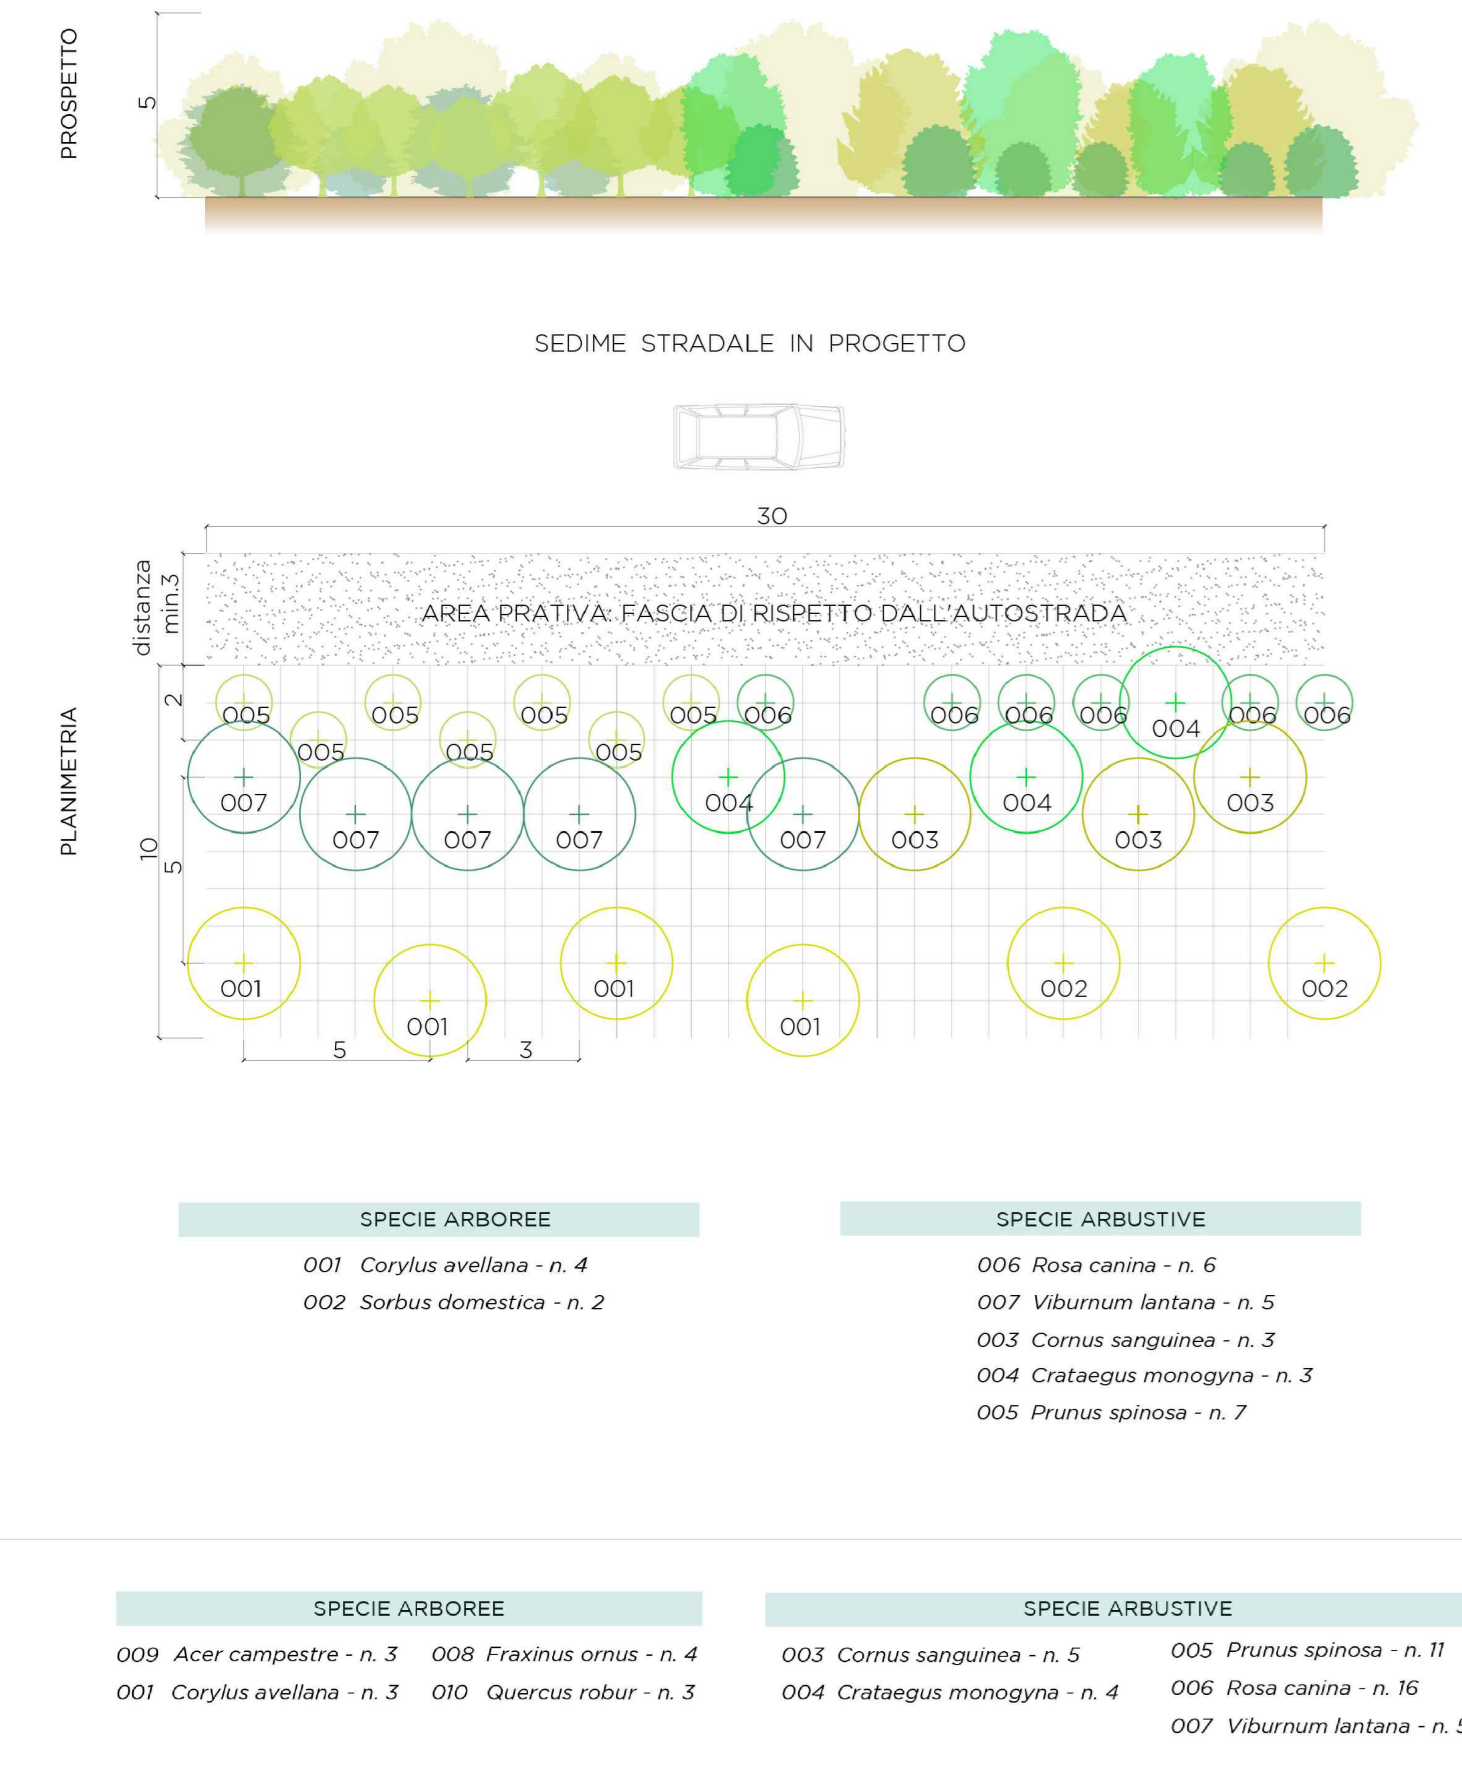 PROSPETTO
5
SEDIME STRADALE IN PROGETTO
30
distanza
min.3
AREA PRATIVA: FASCIA DI RISPETTO DALL'AUTOSTRADA
PLANIMETRIA
2
10
5
005 005 005 005 006 006 006 006 006 006
004
005 005 005
007 004 004 003
007 007 007 007 003 003
001 001 002 002
001 001
5 3
SPECIE ARBOREE
001 Corylus avellana - n. 4
002 Sorbus domestica - n. 2
SPECIE ARBUSTIVE
006 Rosa canina - n. 6
007 Viburnum lantana - n. 5
003 Cornus sanguinea - n. 3
004 Crataegus monogyna - n. 3
005 Prunus spinosa - n. 7
SPECIE ARBOREE
009 Acer campestre - n. 3 008 Fraxinus ornus - n. 4
001 Corylus avellana - n. 3 010 Quercus robur - n. 3
SPECIE ARBUSTIVE
003 Cornus sanguinea - n. 5
004 Crataegus monogyna - n. 4
005 Prunus spinosa - n. 11
006 Rosa canina - n. 16
007 Viburnum lantana - n.